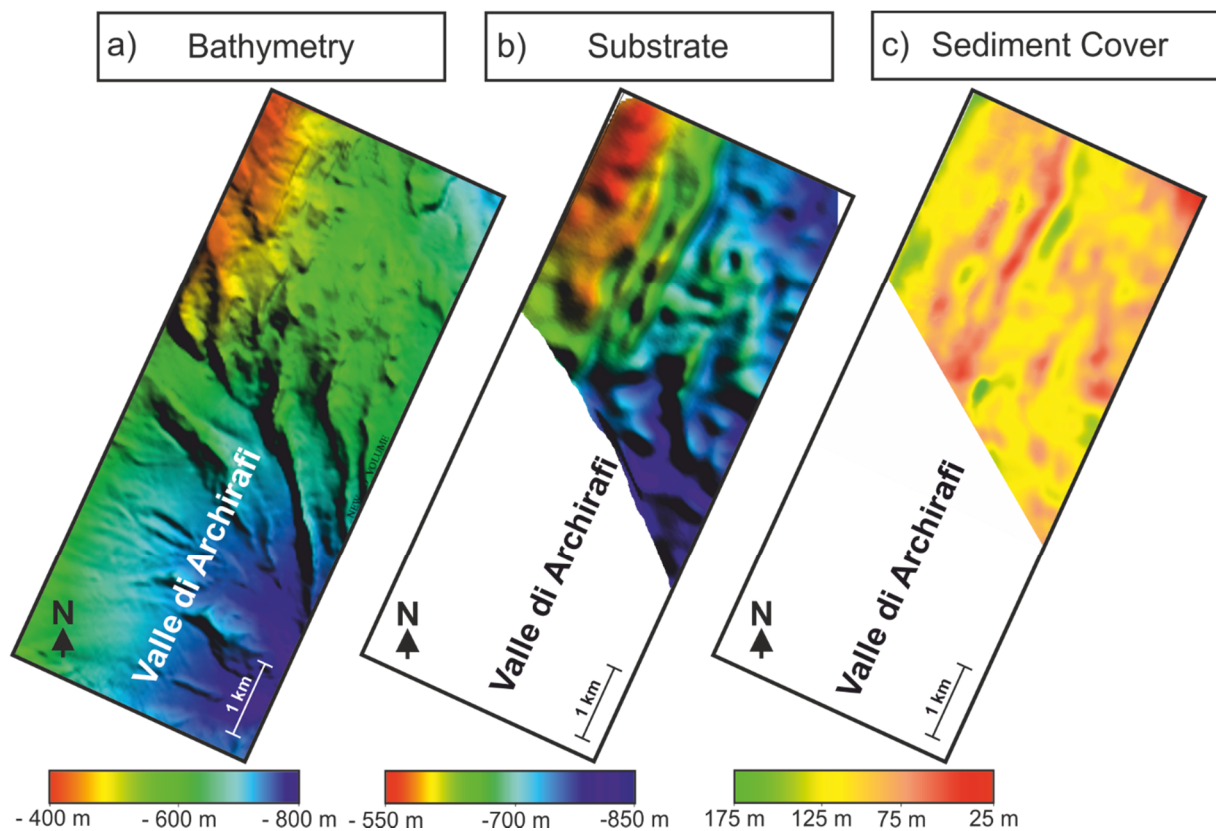 a) Bathymetry
b) Substrate
c) Sediment Cover
VOLUME
Valle di Archirafi
N
1 km
Valle di Archirafi
N
1 km
Valle di Archirafi
N
1 km
- 400 m - 600 m - 800 m
- 550 m -700 m -850 m
175 m 125 m 75 m 25 m